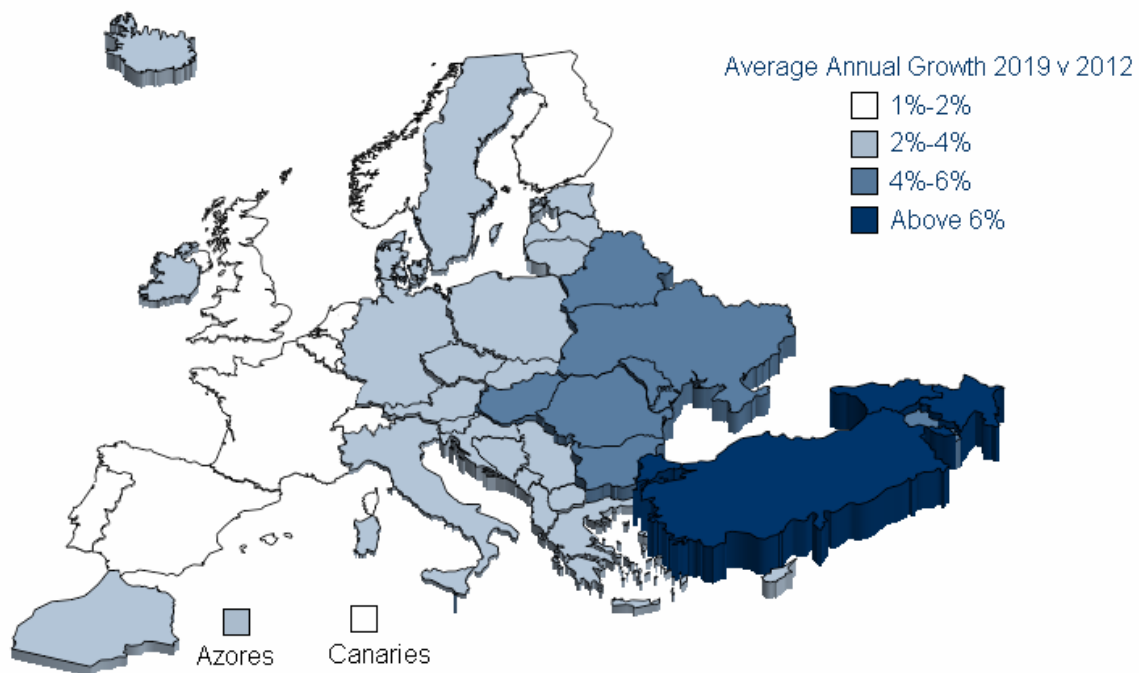 Average Annual Growth 2019 v 2012
1%-2%
2%-4%
4%-6%
Above 6%
Azores
Canaries